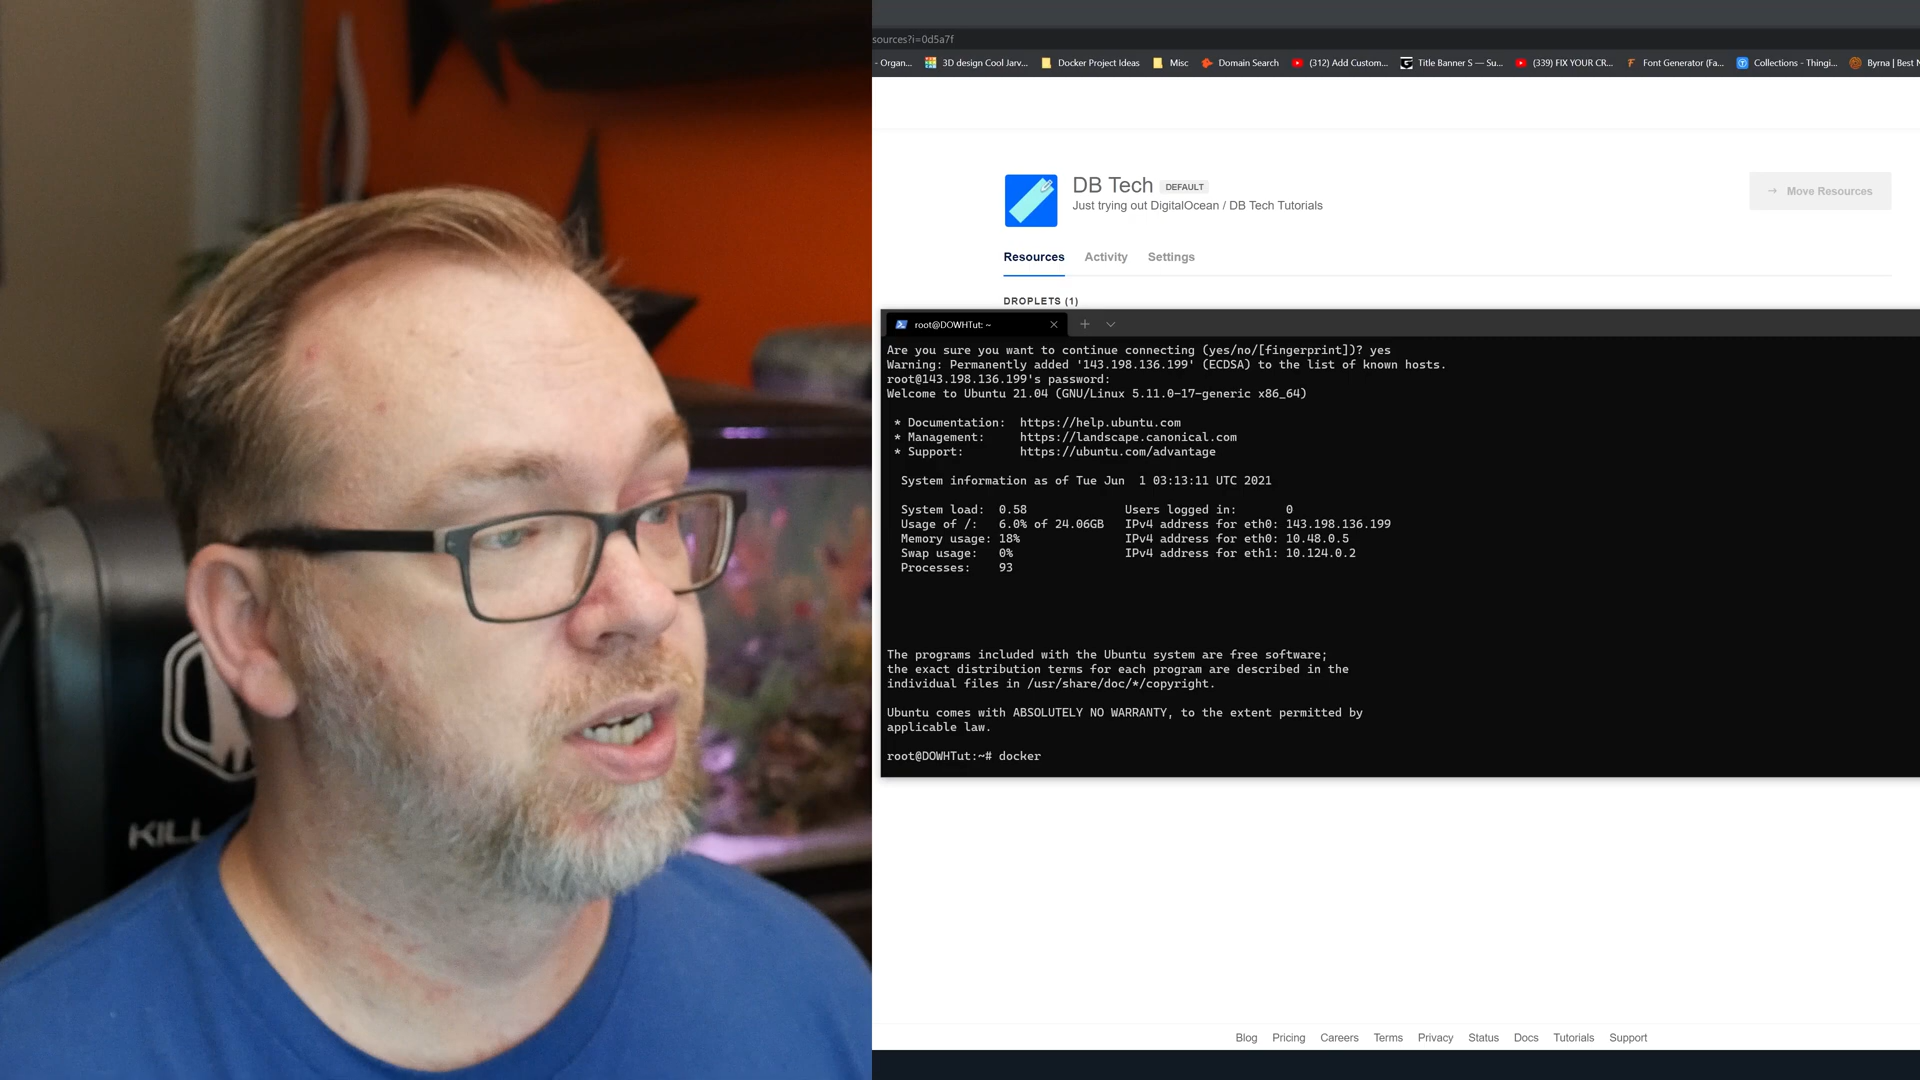 sources?i=0d5a7f
- Organ...
3D design Cool Jarv...
Docker Project Ideas
Misc
Domain Search
(312) Add Custom...
Title Banner S — Su...
(339) FIX YOUR CR...
Font Generator (Fa...
Collections - Thingi...
Byrna | Best N
DB Tech DEFAULT
Just trying out DigitalOcean / DB Tech Tutorials
→ Move Resources
Resources Activity Settings
DROPLETS (1)
root@DOWHTut: ~
Are you sure you want to continue connecting (yes/no/[fingerprint])? yes
Warning: Permanently added '143.198.136.199' (ECDSA) to the list of known hosts.
root@143.198.136.199's password:
Welcome to Ubuntu 21.04 (GNU/Linux 5.11.0-17-generic x86_64)
* Documentation: https://help.ubuntu.com
* Management: https://landscape.canonical.com
* Support: https://ubuntu.com/advantage
System information as of Tue Jun 1 03:13:11 UTC 2021
System load: 0.58 Users logged in: 0
Usage of /: 6.0% of 24.06GB IPv4 address for eth0: 143.198.136.199
Memory usage: 18% IPv4 address for eth0: 10.48.0.5
Swap usage: 0% IPv4 address for eth1: 10.124.0.2
Processes: 93
The programs included with the Ubuntu system are free software;
the exact distribution terms for each program are described in the
individual files in /usr/share/doc/*/copyright.
Ubuntu comes with ABSOLUTELY NO WARRANTY, to the extent permitted by
applicable law.
root@DOWHTut:~# docker
Blog Pricing Careers Terms Privacy Status Docs Tutorials Support
KILL